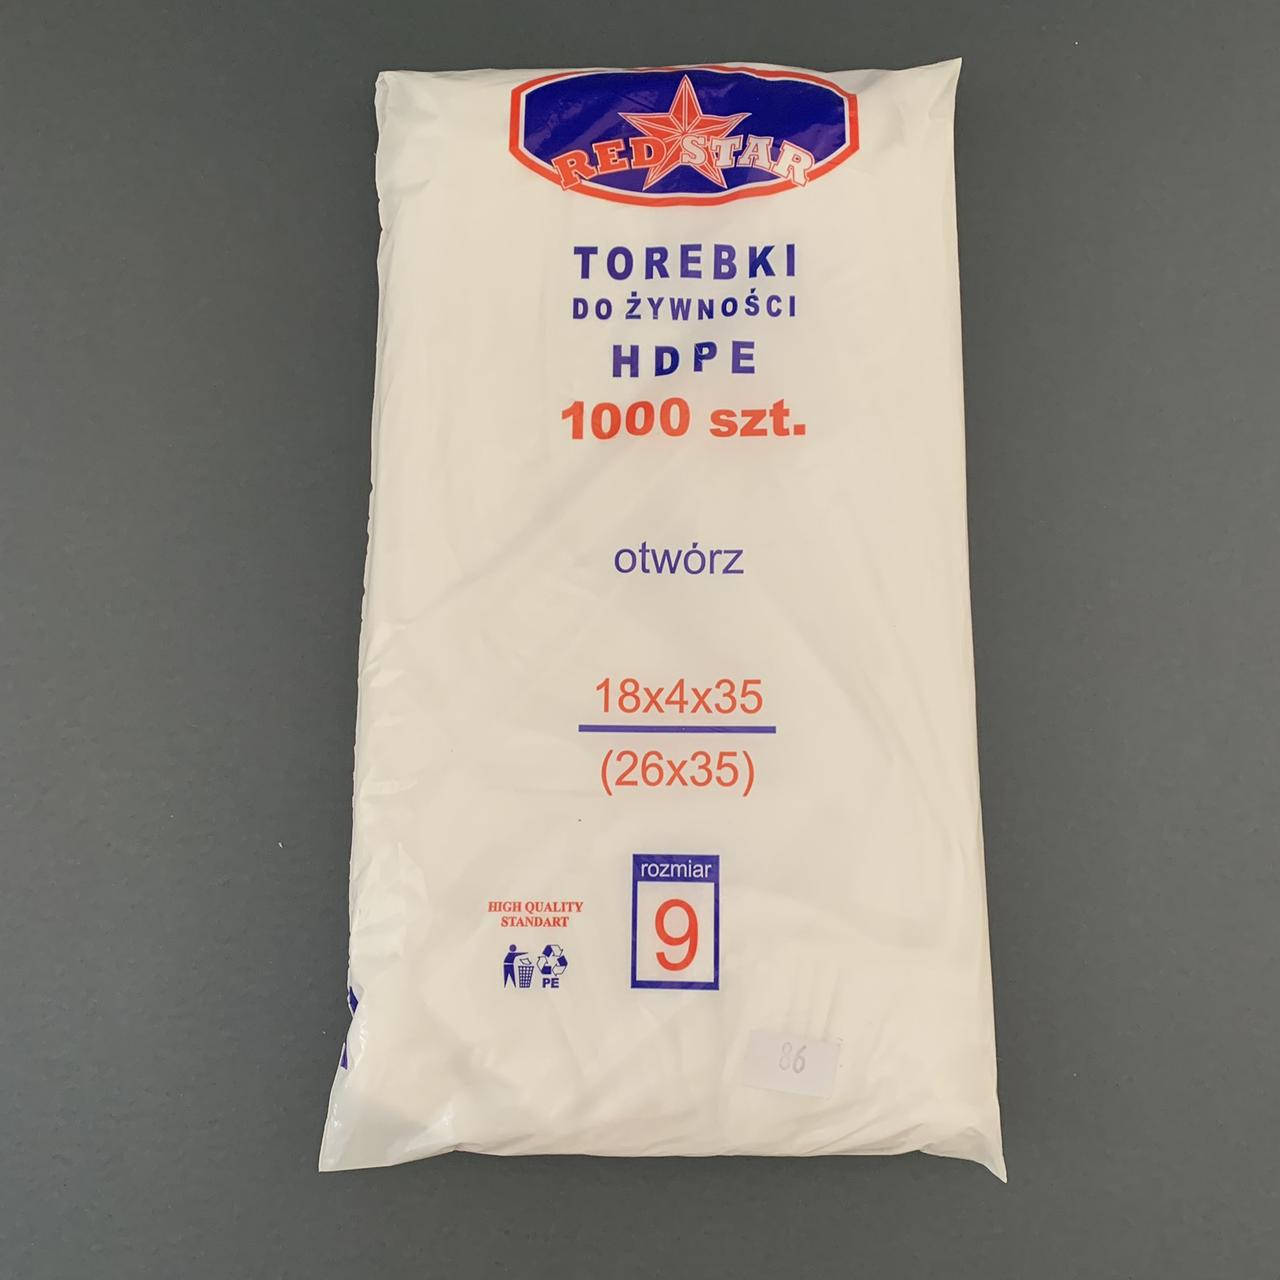 RED STAR
TOREBKI
DO ŻYWNOŚCI
HDPE
1000 szt.
otwórz
18x4x35
(26x35)
rozmiar
9
HIGH QUALITY
STANDART
PE
86